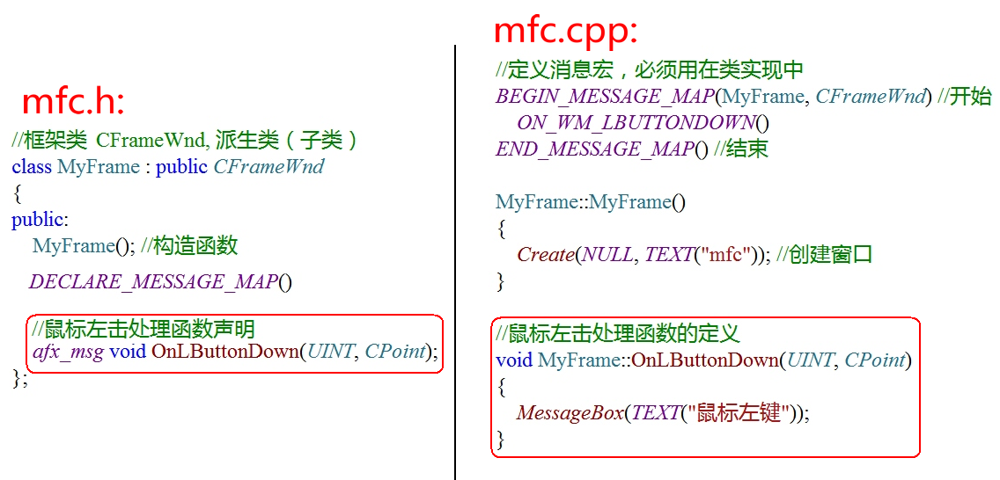 mfc.h:
//框架类 CFrameWnd, 派生类（子类）
class MyFrame : public CFrameWnd
{
public:
MyFrame(); //构造函数
DECLARE_MESSAGE_MAP()
//鼠标左击处理函数声明
afx_msg void OnLButtonDown(UINT, CPoint);
};
mfc.cpp:
//定义消息宏，必须用在类实现中
BEGIN_MESSAGE_MAP(MyFrame, CFrameWnd) //开始
ON_WM_LBUTTONDOWN()
END_MESSAGE_MAP() //结束
MyFrame::MyFrame()
{
Create(NULL, TEXT("mfc")); //创建窗口
}
//鼠标左击处理函数的定义
void MyFrame::OnLButtonDown(UINT, CPoint)
{
MessageBox(TEXT("鼠标左键"));
}